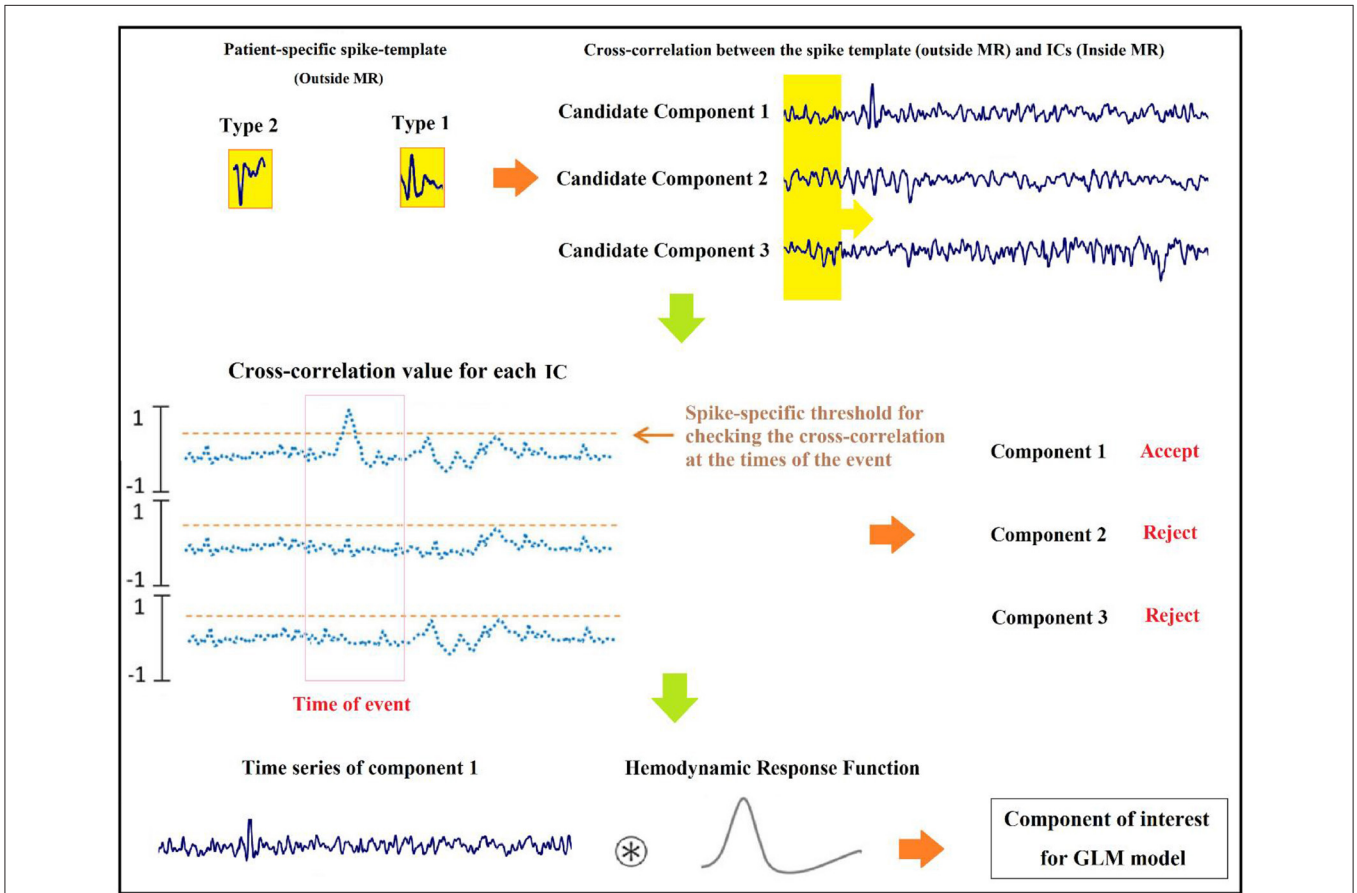 Patient-specific spike-template
(Outside MR)
Cross-correlation between the spike template (outside MR) and ICs (Inside MR)
Type 2
Type 1
Candidate Component 1
Candidate Component 2
Candidate Component 3
Cross-correlation value for each IC
1
-1
1
-1
1
-1
Spike-specific threshold for
checking the cross-correlation
at the times of the event
Component 1 Accept
Component 2 Reject
Component 3 Reject
Time of event
Time series of component 1
Hemodynamic Response Function
Component of interest
for GLM model